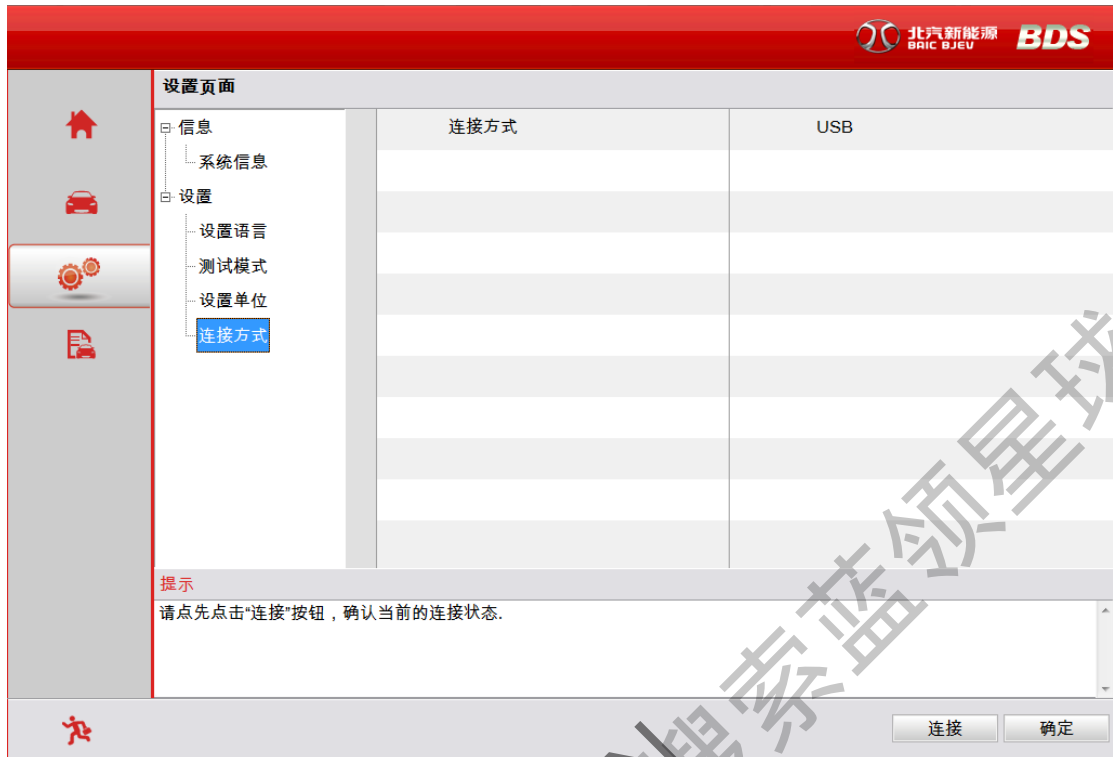 北汽新能源 BDS
BAIC BJEV
设置页面
信息
系统信息
设置
设置语言
测试模式
设置单位
连接方式
连接方式 USB
提示
请点先点击“连接”按钮，确认当前的连接状态.
连接 确定
搜索蓝领星球